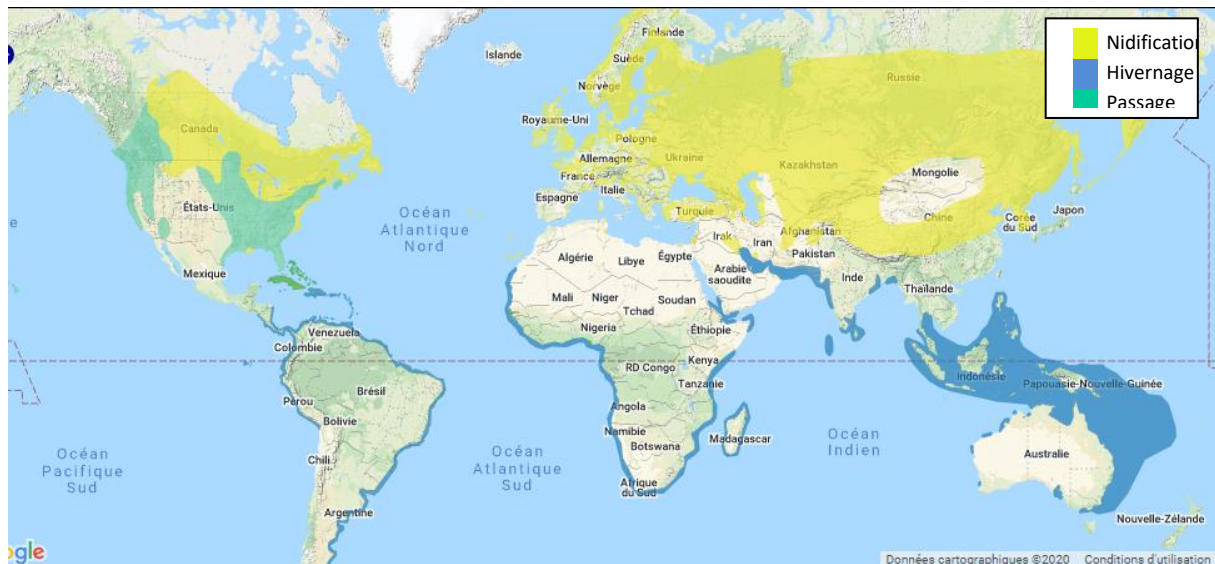 Nidification
Hivernage
Passage
Finlande
Islande
Suède
Russie
Norvège
Canada
Royaume-Uni
Pologne
Allemagne
Ukraine
Kazakhstan
France
Mongolie
Italie
Espagne
États-Unis
Océan
Atlantique
Nord
Turquie
Chine
Corée
du Sud
Japon
Irak
Iran
Afghanistan
Pakistan
Algérie
Libye
Égypte
Arabie
saoudite
Inde
Mexique
Mali
Niger
Tchad
Soudan
Thaïlande
Nigeria
Éthiopie
Venezuela
Colombie
RD Congo
Kenya
Tanzanie
Indonésie
Papouasie-Nouvelle-Guinée
Brésil
Pérou
Bolivie
Angola
Namibie
Botswana
Madagascar
Océan
Indien
Océan
Pacifique
Sud
Chili
Océan
Atlantique
Sud
Afrique
du Sud
Australie
Argentine
Nouvelle-Zélande
ogle
Données cartographiques ©2020 Conditions d'utilisation